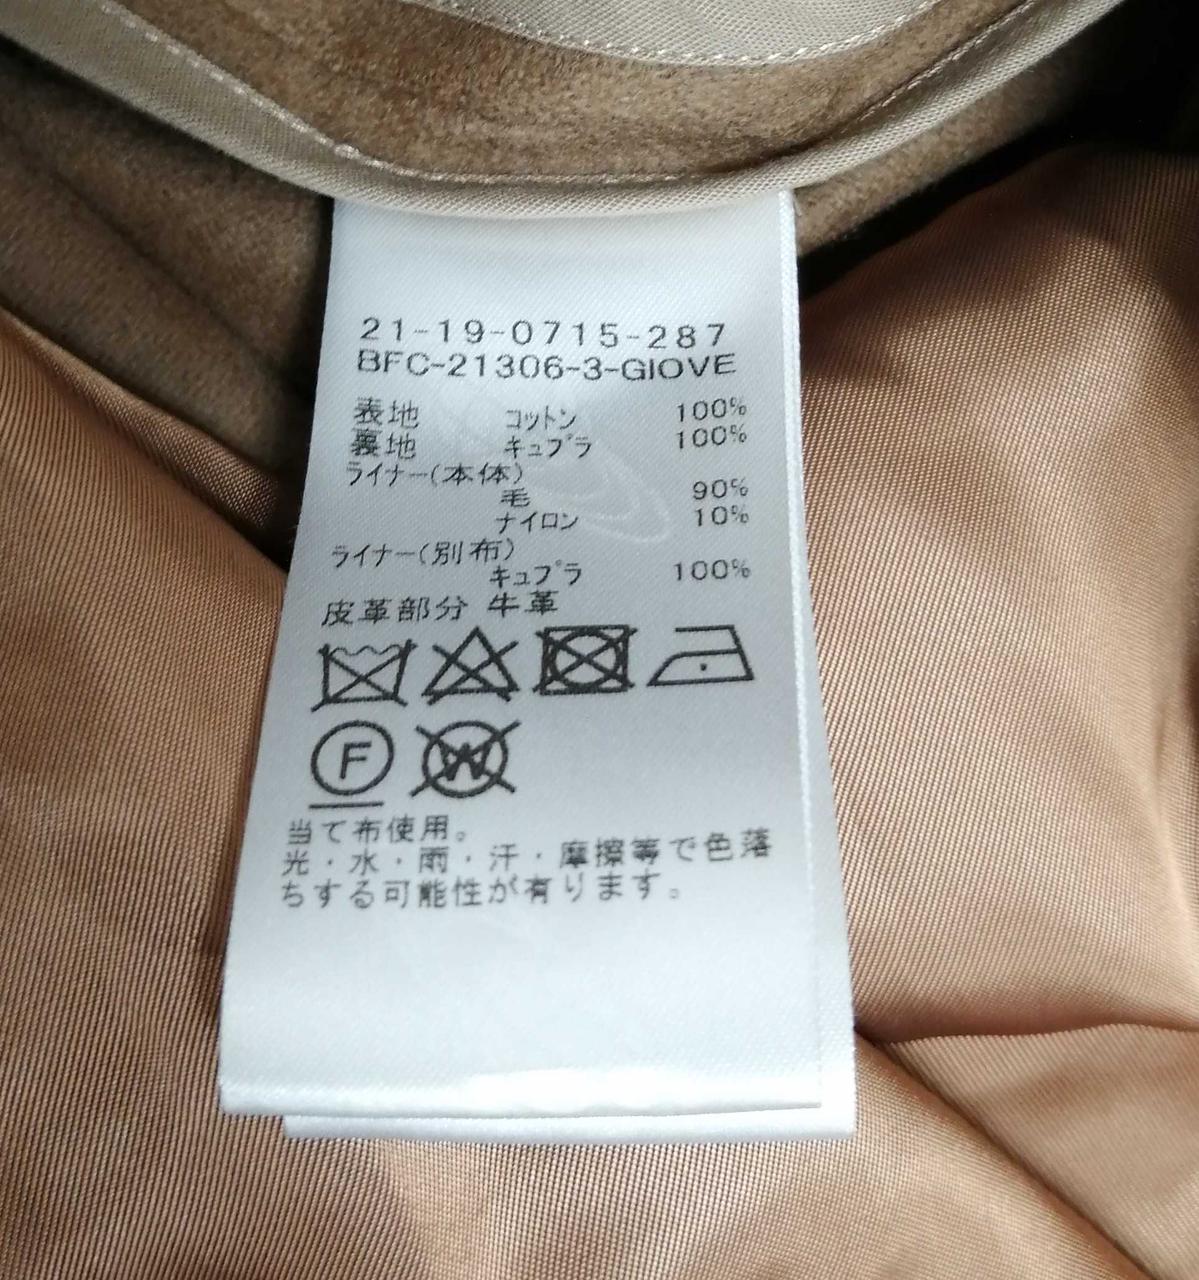 21-19-0715-287
BFC-21306-3-GIOVE
表地 コットン 100%
裏地 キュプラ 100%
ライナー(本体)
毛 90%
ナイロン 10%
ライナー(別布)
キュプラ 100%
皮革部分 牛革
F W
当て布使用。
光・水・雨・汗・摩擦等で色落
ちする可能性が有ります。